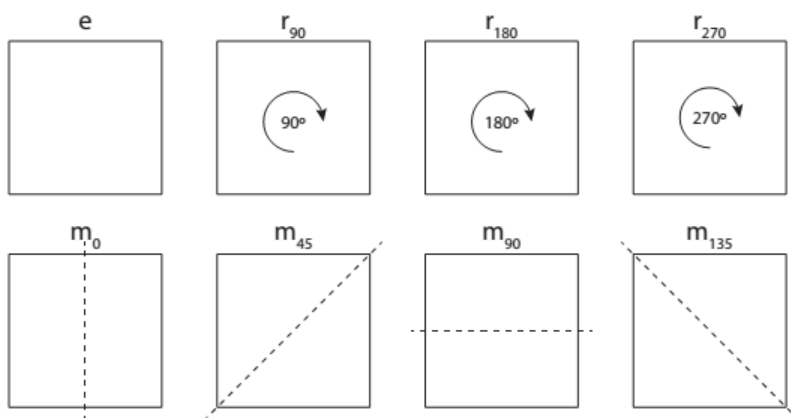 e r₉₀ r₁₈₀ r₂₇₀
90º 180º 270º
m₀ m₄₅ m₉₀ m₁₃₅